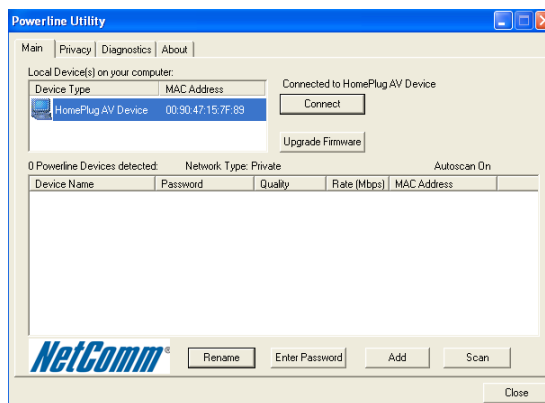 Powerline Utility
Main Privacy Diagnostics About
Local Device(s) on your computer:
Device Type MAC Address
HomePlug AV Device 00:90:47:15:7F:89
Connected to HomePlug AV Device
Connect
Upgrade Firmware
0 Powerline Devices detected: Network Type: Private Autoscan On
Device Name Password Quality Rate (Mbps) MAC Address
NetComm®
Rename Enter Password Add Scan
Close